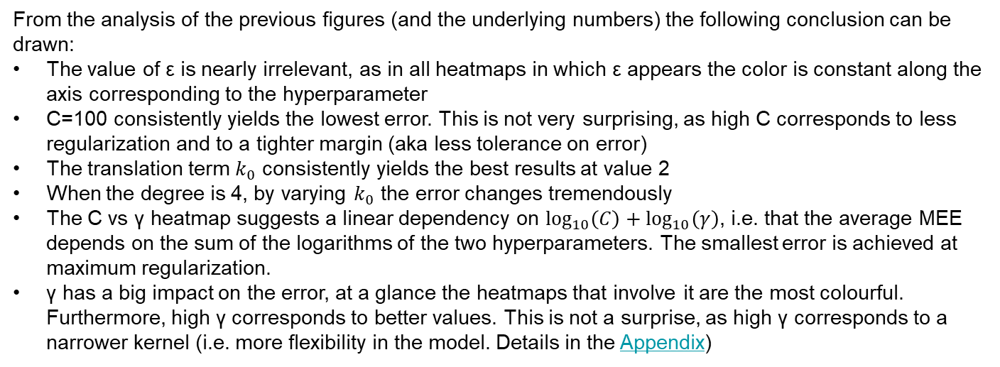 From the analysis of the previous figures (and the underlying numbers) the following conclusion can be
drawn:
• The value of ε is nearly irrelevant, as in all heatmaps in which ε appears the color is constant along the
axis corresponding to the hyperparameter
• C=100 consistently yields the lowest error. This is not very surprising, as high C corresponds to less
regularization and to a tighter margin (aka less tolerance on error)
• The translation term k₀ consistently yields the best results at value 2
• When the degree is 4, by varying k₀ the error changes tremendously
• The C vs γ heatmap suggests a linear dependency on log₁₀(C) + log₁₀(γ), i.e. that the average MEE
depends on the sum of the logarithms of the two hyperparameters. The smallest error is achieved at
maximum regularization.
• γ has a big impact on the error, at a glance the heatmaps that involve it are the most colourful.
Furthermore, high γ corresponds to better values. This is not a surprise, as high γ corresponds to a
narrower kernel (i.e. more flexibility in the model. Details in the Appendix)